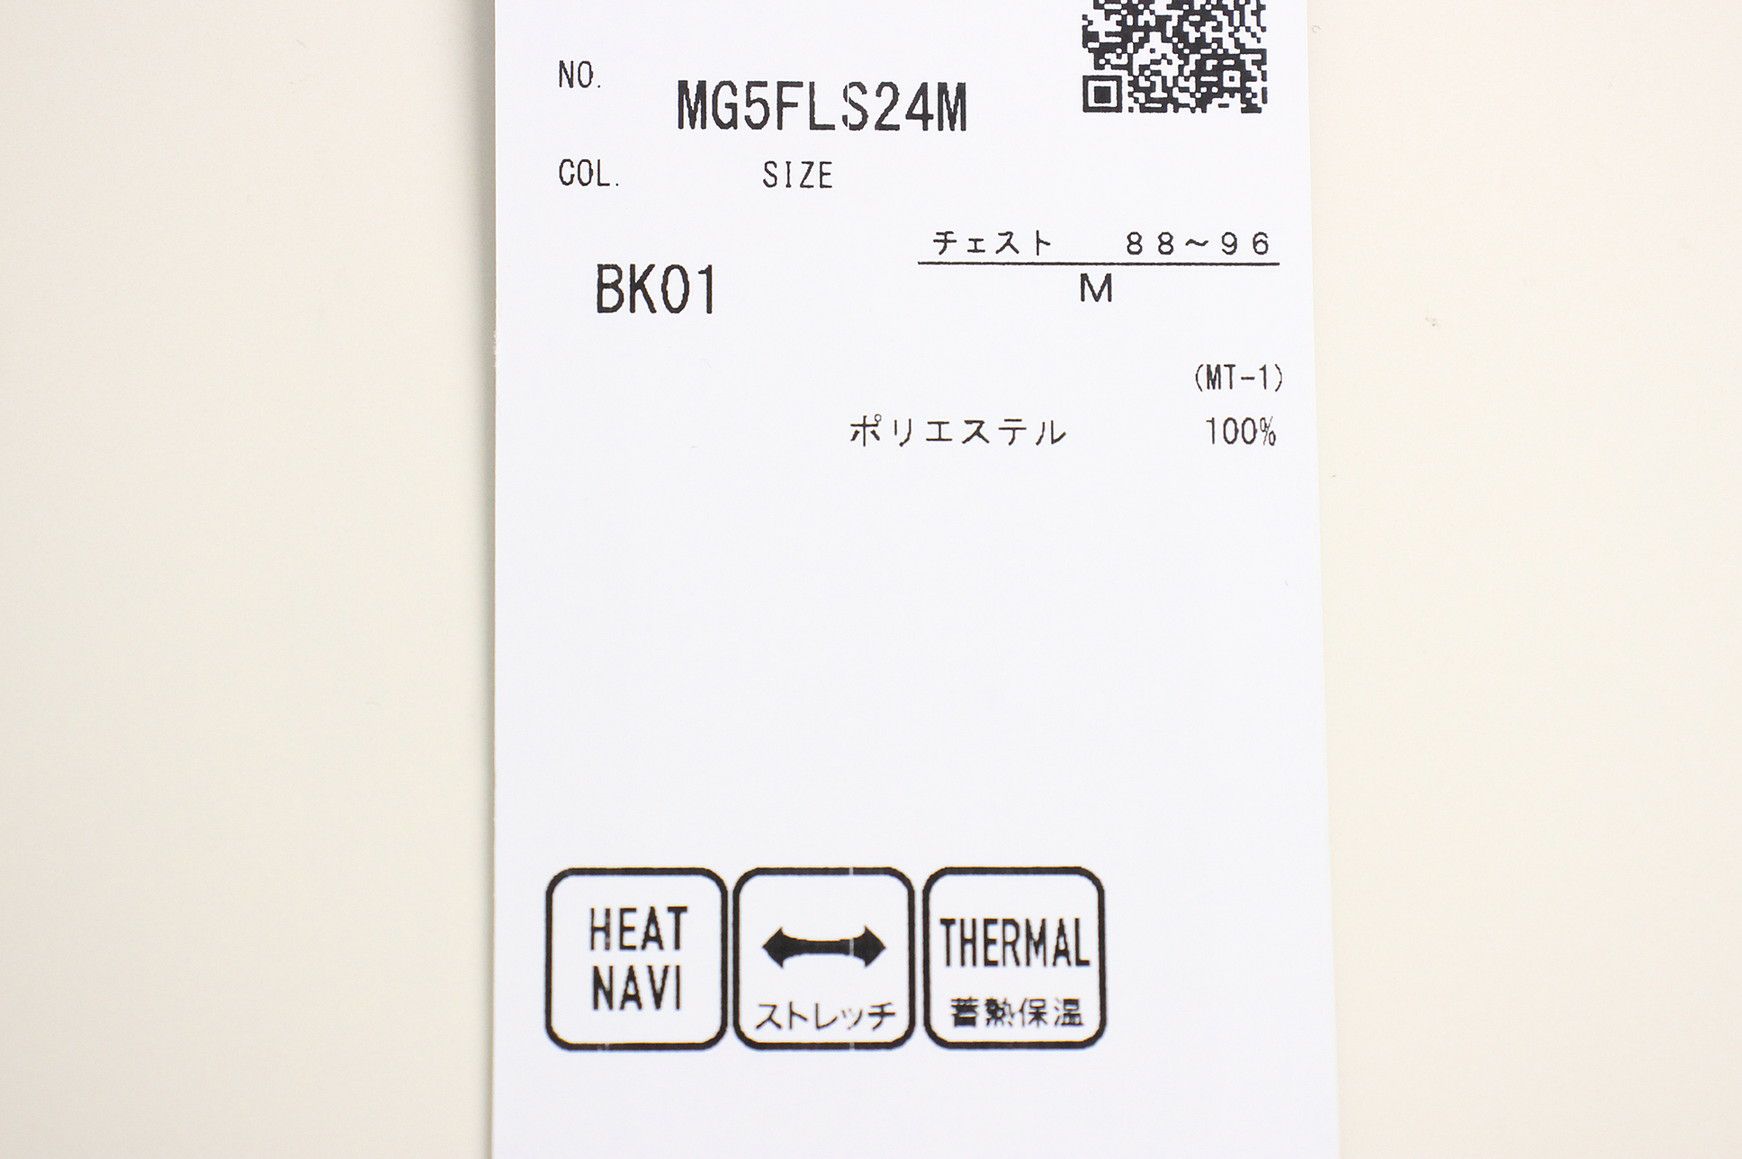 NO.
MG5FLS24M
COL. SIZE
チェスト 88~96
BK01
M
(MT-1)
ポリエステル 100%
HEAT
NAVI
ストレッチ
THERMAL
蓄熱保温